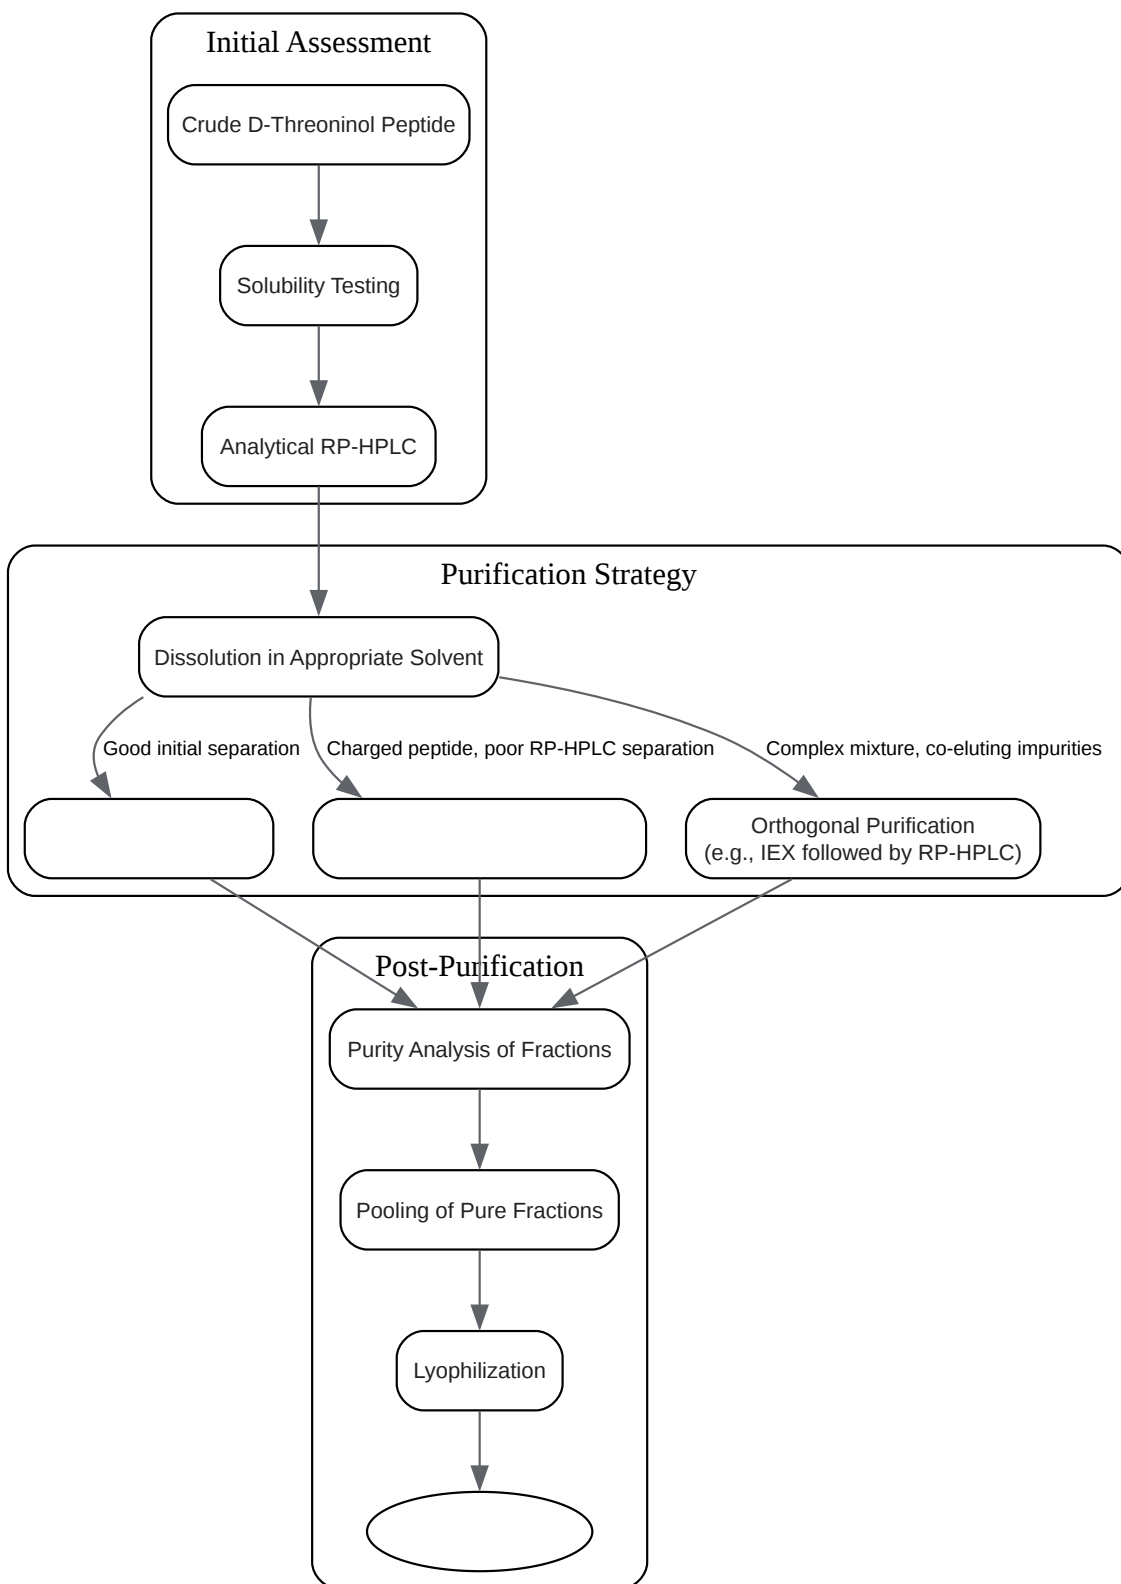 Initial Assessment
Crude D-Threoninol Peptide
Solubility Testing
Analytical RP-HPLC
Purification Strategy
Dissolution in Appropriate Solvent
Good initial separation
Charged peptide, poor RP-HPLC separation
Complex mixture, co-eluting impurities
Orthogonal Purification
(e.g., IEX followed by RP-HPLC)
Post-Purification
Purity Analysis of Fractions
Pooling of Pure Fractions
Lyophilization